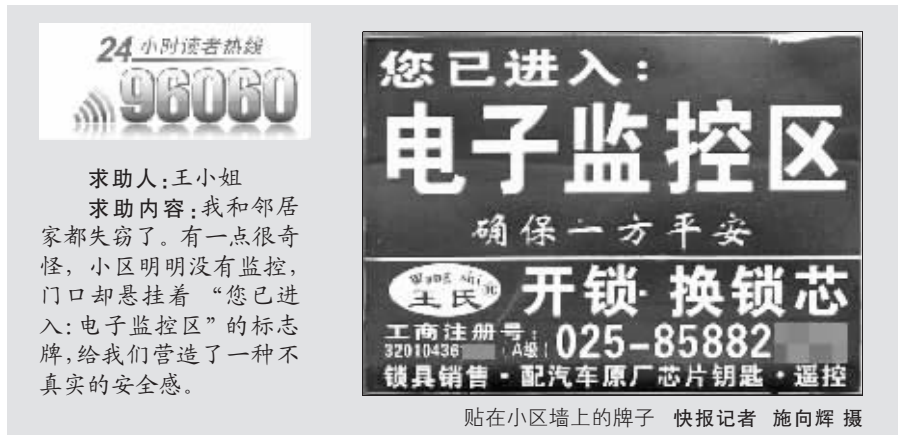 24小时读者热线
96060
求助人:王小姐
求助内容:我和邻居
家都失窃了。有一点很奇
怪,小区明明没有监控,
门口却悬挂着“您已进
入:电子监控区”的标志
牌,给我们营造了一种不
真实的安全感。
您已进入:
电子监控区
确保一方平安
Wang shi
王氏
开锁·换锁芯
工商注册号:
32010436
A级
025-85882
锁具销售·配汽车原厂芯片钥匙·遥控
贴在小区墙上的牌子 快报记者 施向辉 摄